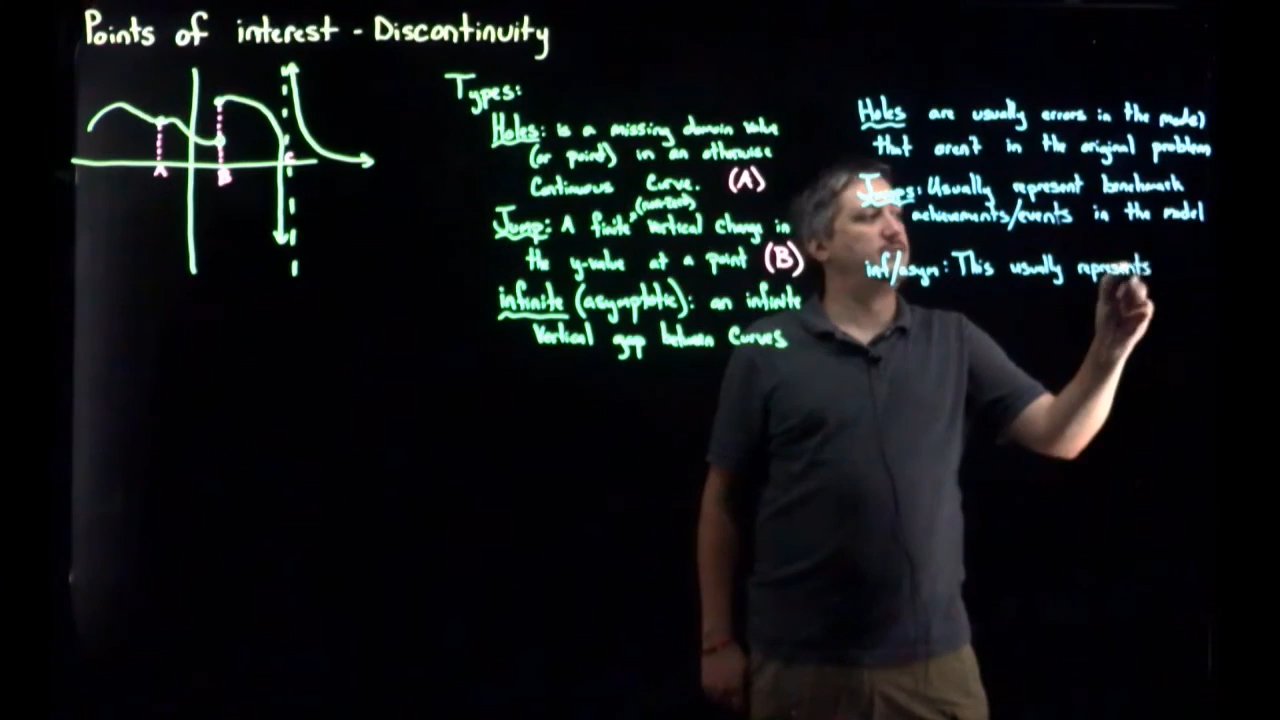 Points of interest - Discontinuity
A
B
C
Types:
Holes: is a missing domain value
(or point) in an otherwise
Continuous Curve. (A)
Jump: A finite (non-zero) vertical change in
the y-value at a point (B)
infinite (asymptotic): an infinite
Vertical gap between Curves
Holes are usually errors in the model
that aren't in the original problem
Jumps: Usually represent benchmark
achievements/events in the model
inf/asym: This usually represents